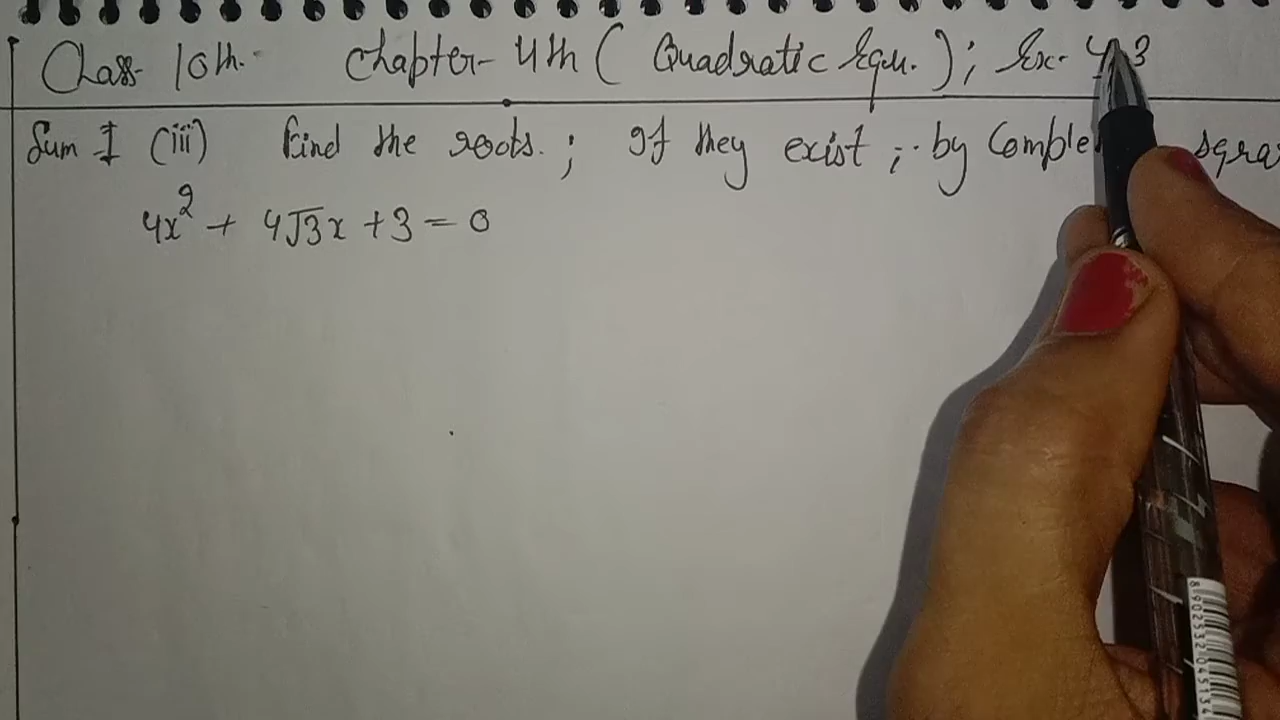 Class 10th. Chapter-4th ( Quadratic Equ. ); Ex- 4.3
Sum I (iii) Find the roots. ; If they exist ; by
4x² + 4√3x + 3 = 0